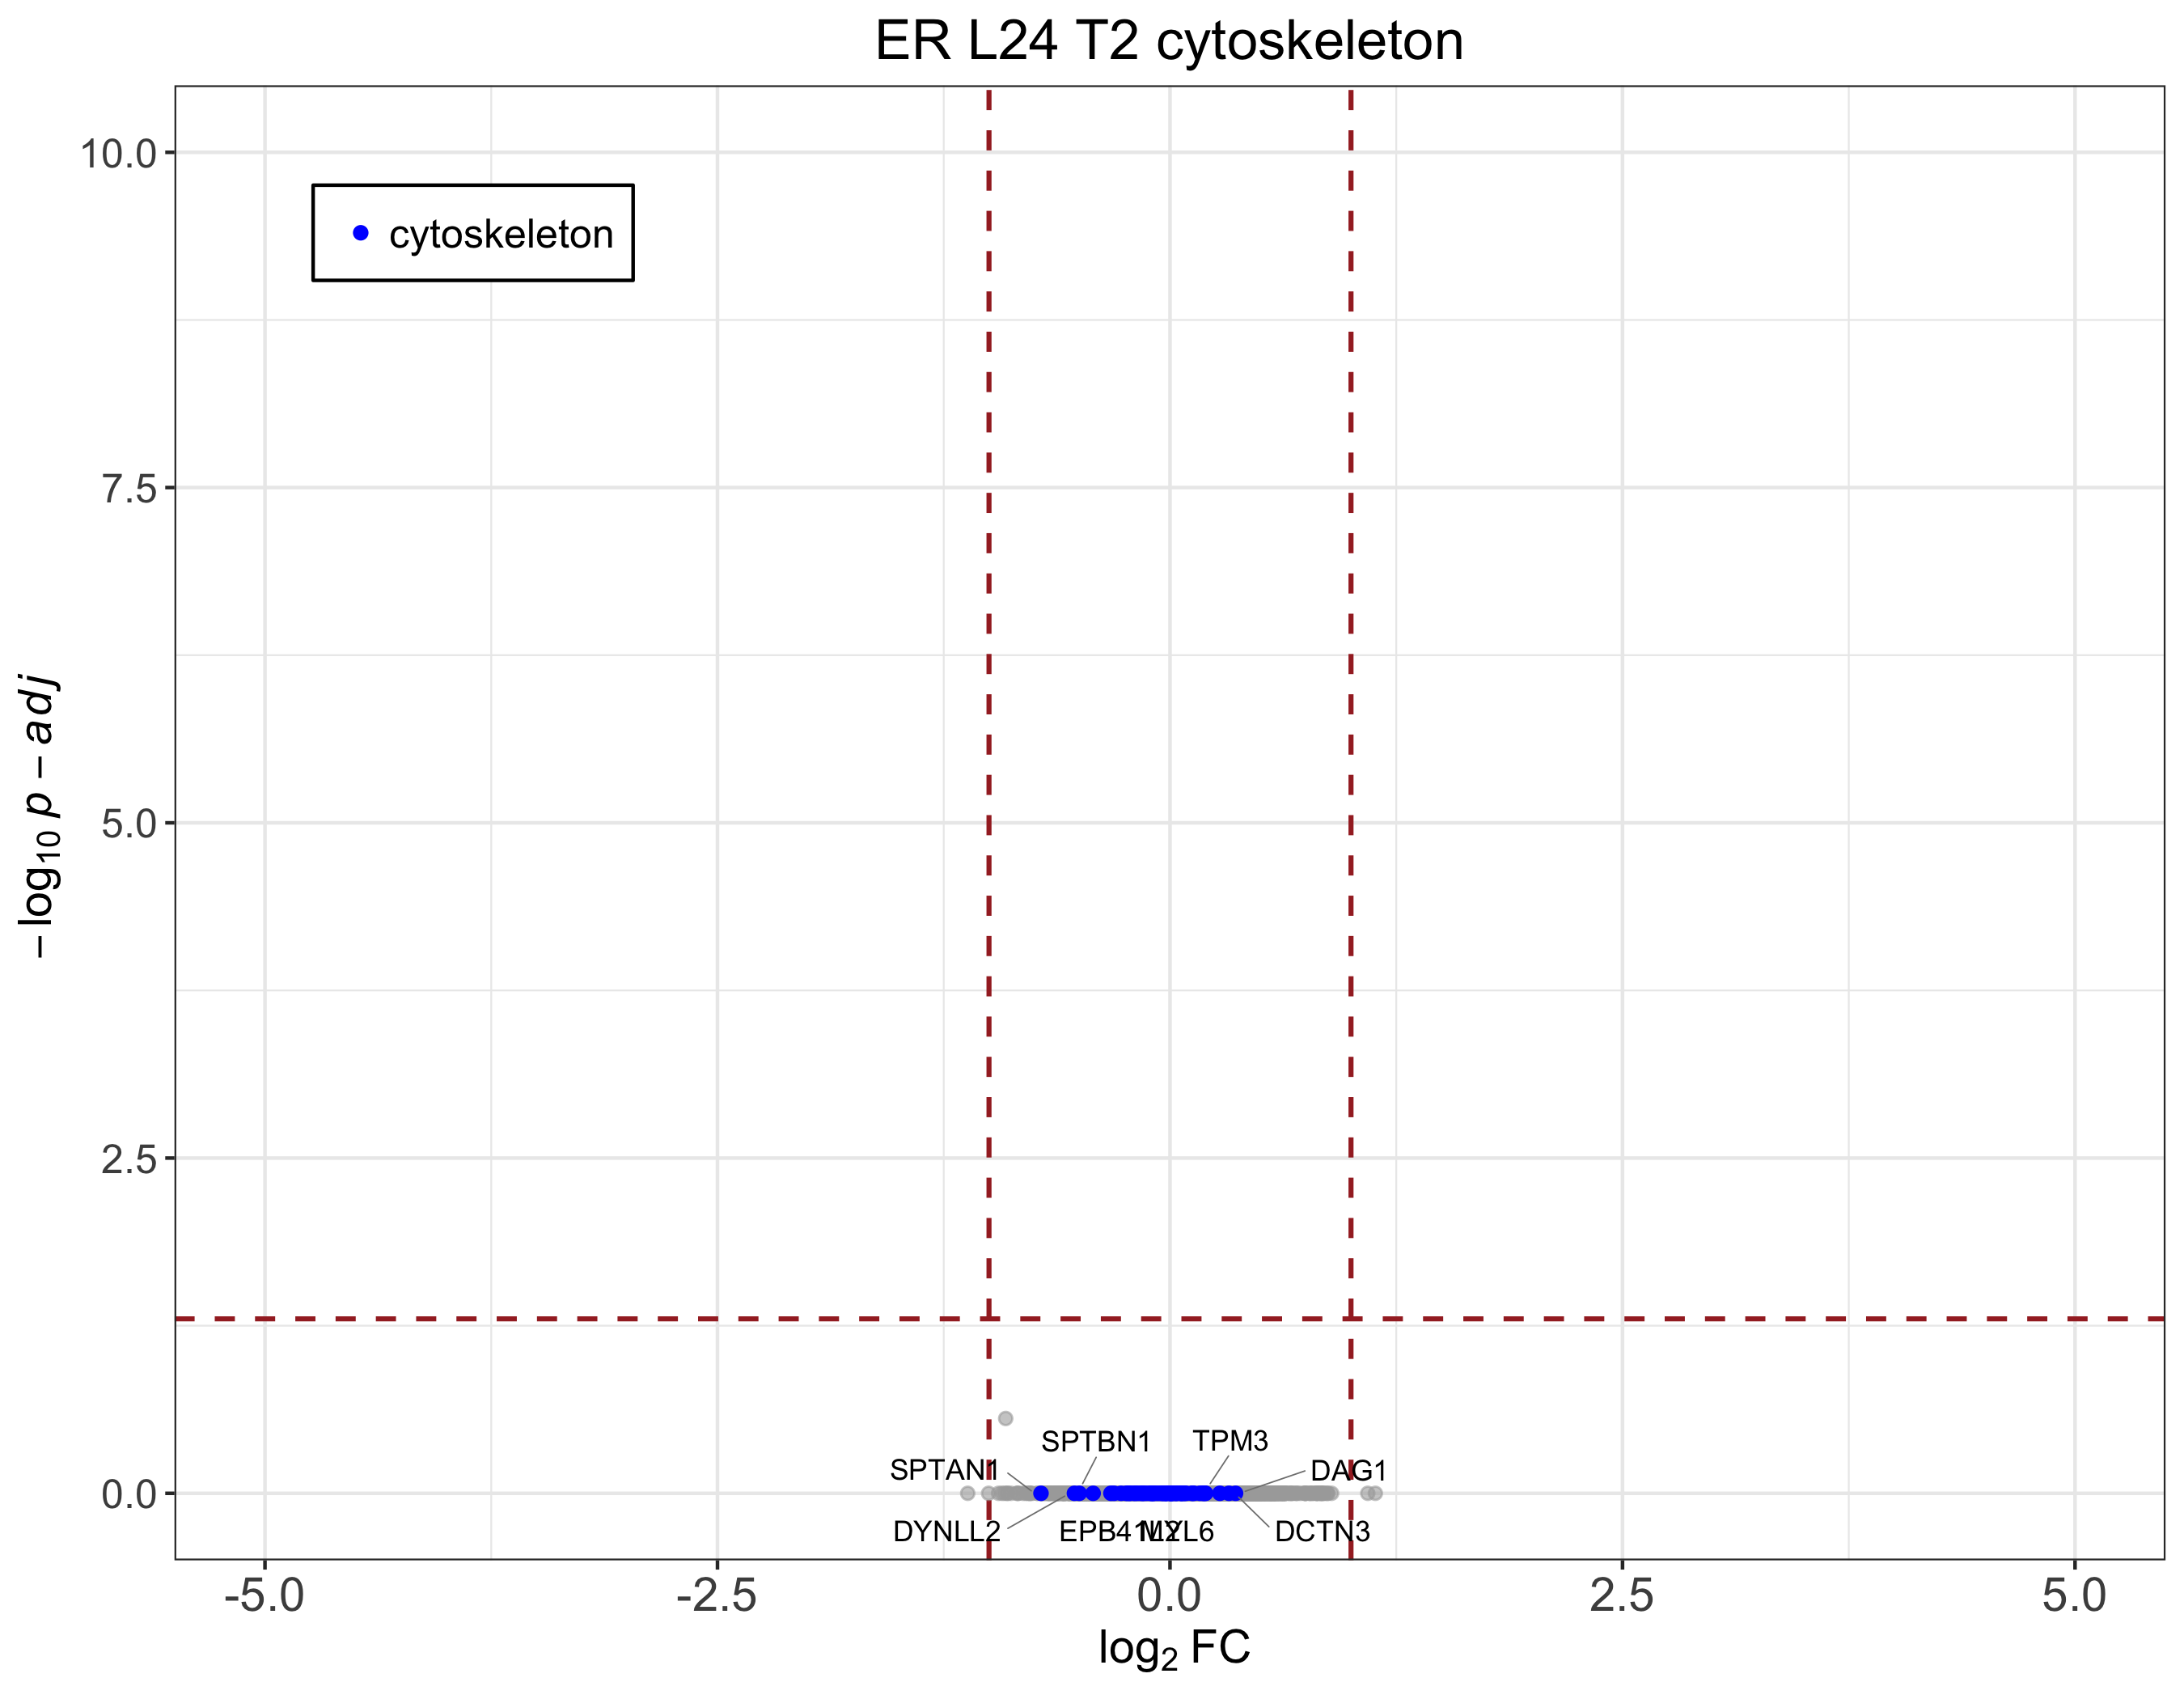 ER L24 T2 cytoskeleton
10.0
cytoskeleton
7.5
−log10 p − adj
5.0
2.5
SPTBN1
TPM3
SPTAN1
DAG1
0.0
DYNLL2
MYL6
DCTN3
-5.0
-2.5
0.0
2.5
5.0
log2 FC